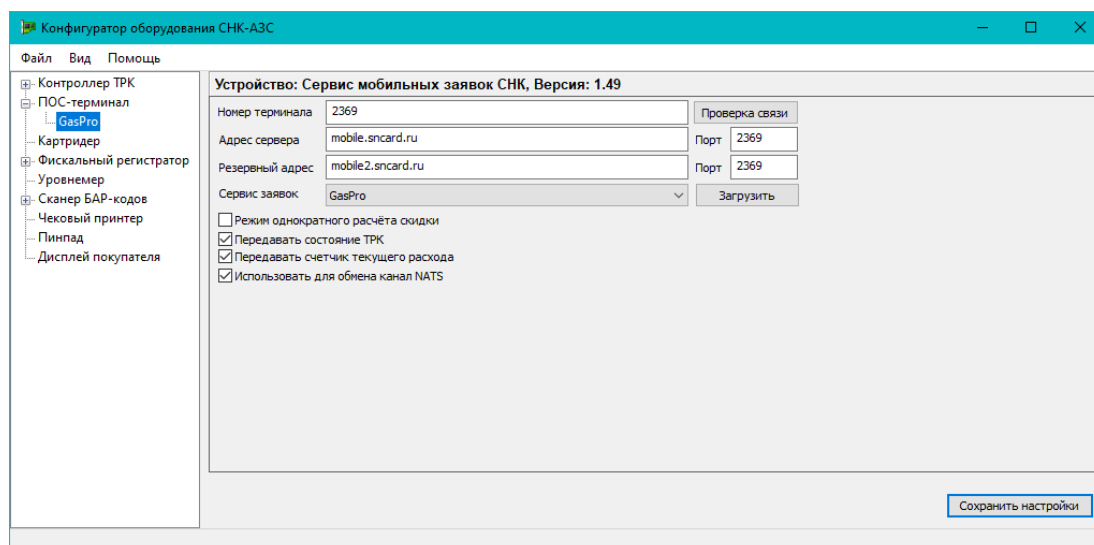 Конфигуратор оборудования СНК-АЗС
Файл Вид Помощь
Контроллер ТРК
ПОС-терминал
GasPro
Картридер
Фискальный регистратор
Уровнемер
Сканер БАР-кодов
Чековый принтер
Пинпад
Дисплей покупателя
Устройство: Сервис мобильных заявок СНК, Версия: 1.49
Номер терминала 2369 Проверка связи
Адрес сервера mobile.sncard.ru Порт 2369
Резервный адрес mobile2.sncard.ru Порт 2369
Сервис заявок GasPro Загрузить
Режим однократного расчёта скидки
Передавать состояние ТРК
Передавать счетчик текущего расхода
Использовать для обмена канал NATS
Сохранить настройки